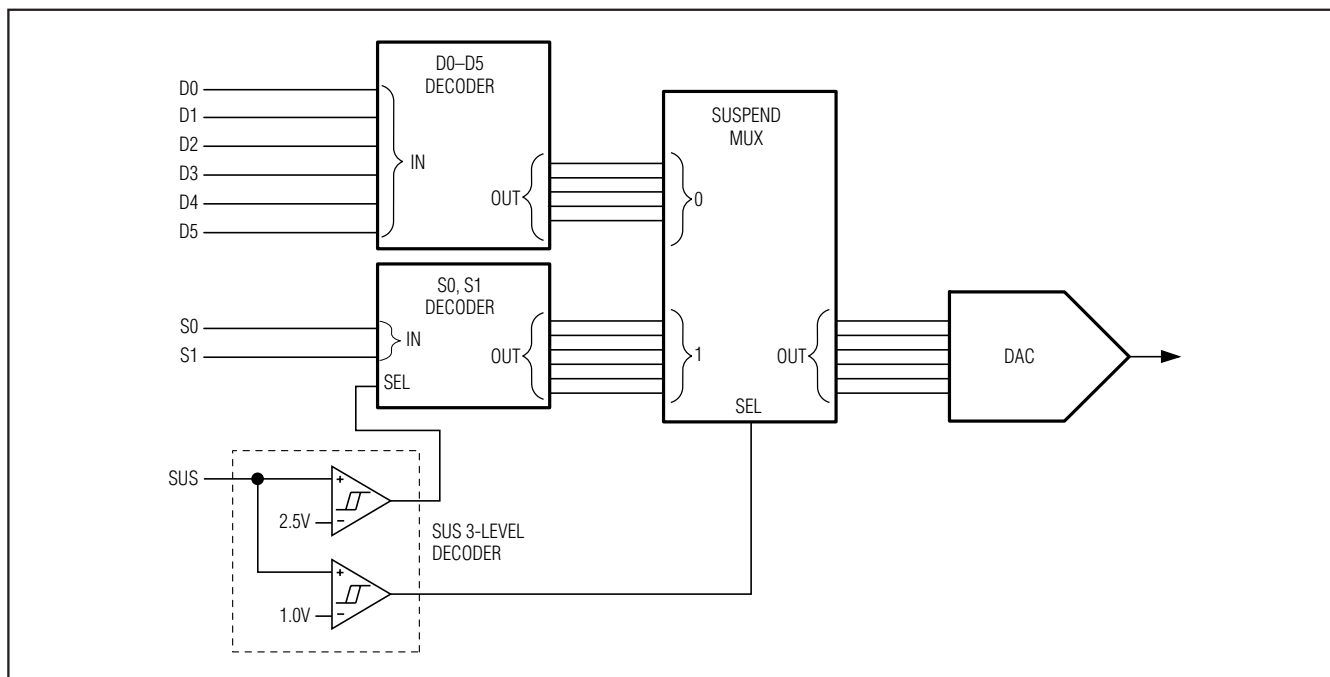 D0–D5
DECODER
D0
D1
D2
D3
D4
D5
IN
OUT
SUSPEND
MUX
0
1
OUT
SEL
S0, S1
DECODER
S0
S1
IN
OUT
SEL
DAC
SUS
+
2.5V
−
SUS 3-LEVEL
DECODER
+
1.0V
−